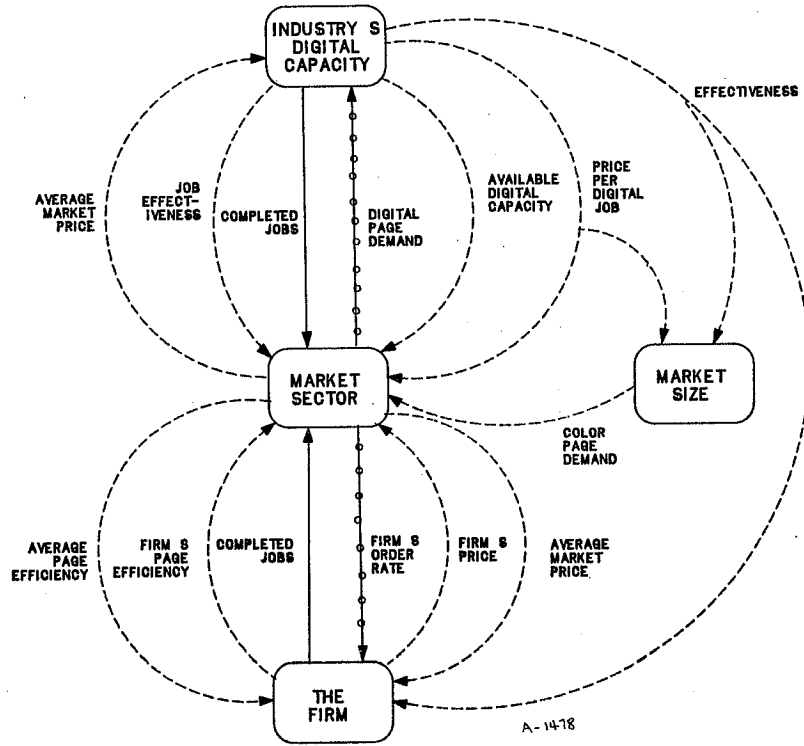 INDUSTRY S
DIGITAL
CAPACITY
EFFECTIVENESS
AVERAGE
MARKET
PRICE
JOB
EFFECT-
IVENESS
COMPLETED
JOBS
DIGITAL
PAGE
DEMAND
AVAILABLE
DIGITAL
CAPACITY
PRICE
PER
DIGITAL
JOB
MARKET
SECTOR
MARKET
SIZE
COLOR
PAGE
DEMAND
AVERAGE
PAGE
EFFICIENCY
FIRM S
PAGE
EFFICIENCY
COMPLETED
JOBS
FIRM S
ORDER
RATE
FIRM S
PRICE
AVERAGE
MARKET
PRICE
THE
FIRM
A-1478